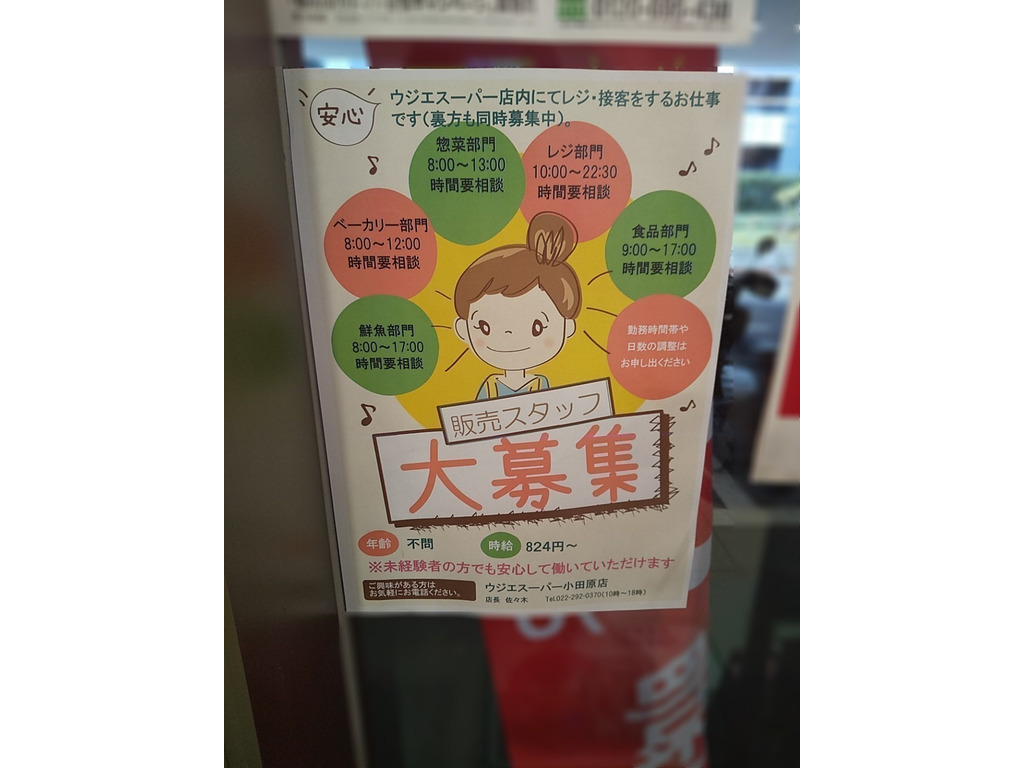 安心
ウジエスーパー店内にてレジ・接客をするお仕事
です(裏方も同時募集中)。
惣菜部門
8:00～13:00
時間要相談
レジ部門
10:00～22:30
時間要相談
ベーカリー部門
8:00～12:00
時間要相談
食品部門
9:00～17:00
時間要相談
鮮魚部門
8:00～17:00
時間要相談
勤務時間帯や
日数の調整は
お申し出ください
販売スタッフ
大募集
年齢 不問 時給 824円～
※未経験者の方でも安心して働いていただけます
ご興味がある方は
お気軽にお電話ください。
ウジエスーパー小田原店
店長 佐々木 Tel.022-292-0370(10時～18時)